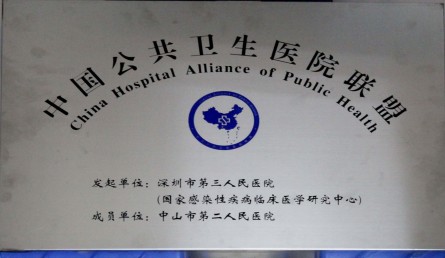 中国公共卫生医院联盟
China Hospital Alliance of Public Health
发起单位：深圳市第三人民医院
（国家感染性疾病临床医学研究中心）
成员单位：中山市第二人民医院